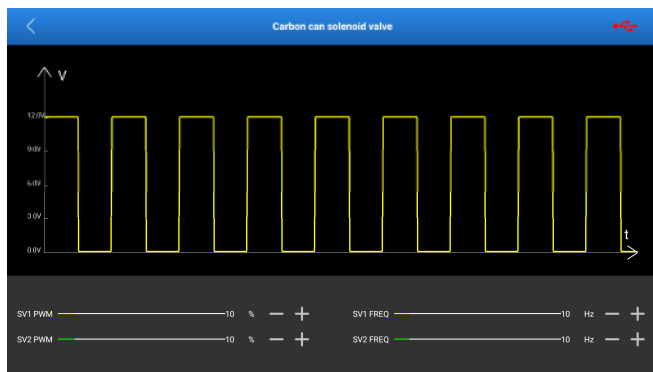 Carbon can solenoid valve
V
12.0V
9.0V
6.0V
3.0V
0.0V
t
SV1 PWM 10 % SV1 FREQ 10 Hz
SV2 PWM 10 % SV2 FREQ 10 Hz